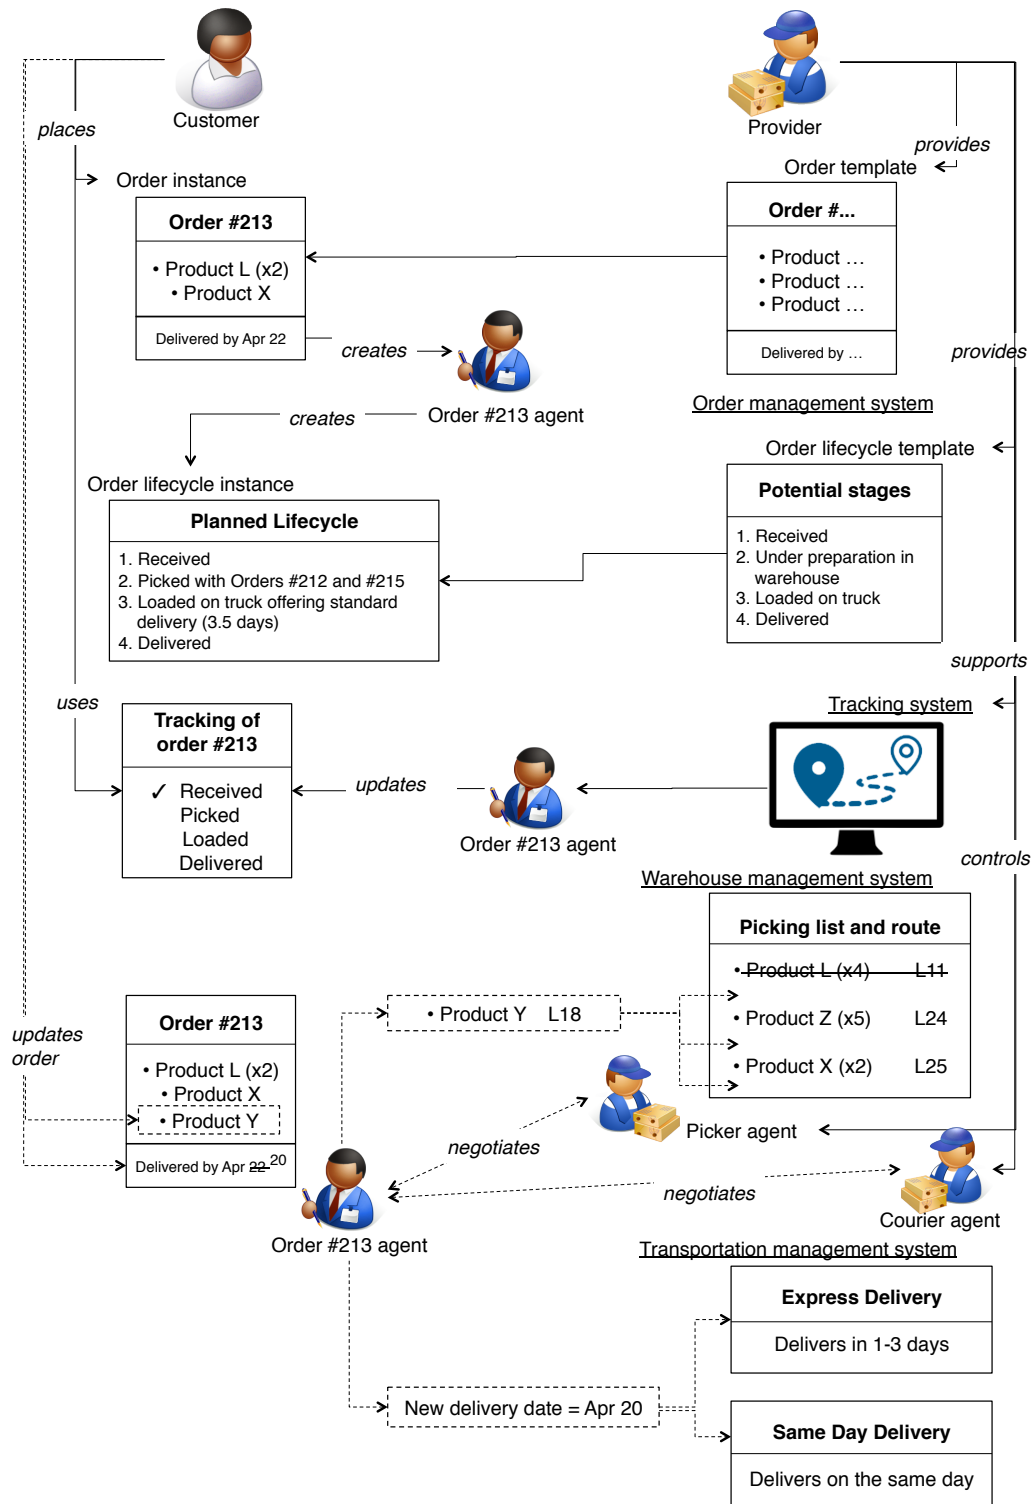 Customer
Provider
places
provides
Order instance
Order template
Order #213
• Product L (x2)
• Product X
Delivered by Apr 22
Order #...
• Product …
• Product …
• Product …
Delivered by …
creates
provides
Order #213 agent
Order management system
creates
Order lifecycle template
Order lifecycle instance
Planned Lifecycle
1. Received
2. Picked with Orders #212 and #215
3. Loaded on truck offering standard
delivery (3.5 days)
4. Delivered
Potential stages
1. Received
2. Under preparation in
warehouse
3. Loaded on truck
4. Delivered
supports
uses
Tracking system
Tracking of
order #213
✓ Received
Picked
Loaded
Delivered
updates
Order #213 agent
controls
Warehouse management system
Picking list and route
• Product L (x4) L11
Product Z (x5) L24
• Product X (x2) L25
• Product Y L18
updates
order
Order #213
• Product L (x2)
• Product X
• Product Y
Delivered by Apr 22 20
negotiates
Picker agent
negotiates
Courier agent
Order #213 agent
Transportation management system
Express Delivery
Delivers in 1-3 days
New delivery date = Apr 20
Same Day Delivery
Delivers on the same day